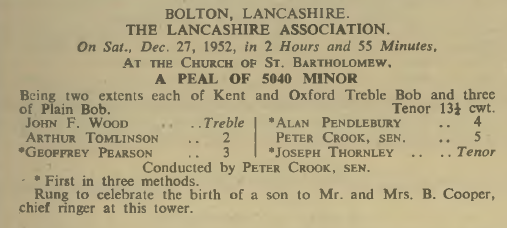 BOLTON, LANCASHIRE.
THE LANCASHIRE ASSOCIATION.
On Sat., Dec. 27, 1952, in 2 Hours and 55 Minutes,
AT THE CHURCH OF ST. BARTHOLOMEW,
A PEAL OF 5040 MINOR
Being two extents each of Kent and Oxford Treble Bob and three
of Plain Bob. Tenor 13½ cwt.
JOHN F. WOOD .. .. Treble
ARTHUR TOMLINSON .. 2
*GEOFFREY PEARSON .. 3
*ALAN PENDLEBURY .. 4
PETER CROOK, SEN. .. 5
*JOSEPH THORNLEY .. .. Tenor
Conducted by PETER CROOK, SEN.
* First in three methods.
Rung to celebrate the birth of a son to Mr. and Mrs. B. Cooper,
chief ringer at this tower.